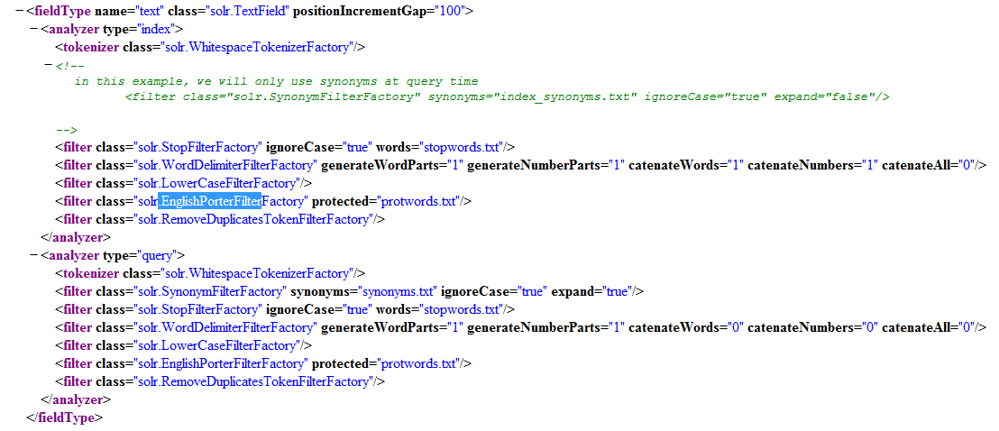 − <fieldType name="text" class="solr.TextField" positionIncrementGap="100">
− <analyzer type="index">
<tokenizer class="solr.WhitespaceTokenizerFactory"/>
− <!--
in this example, we will only use synonyms at query time
<filter class="solr.SynonymFilterFactory" synonyms="index_synonyms.txt" ignoreCase="true" expand="false"/>
-->
<filter class="solr.StopFilterFactory" ignoreCase="true" words="stopwords.txt"/>
<filter class="solr.WordDelimiterFilterFactory" generateWordParts="1" generateNumberParts="1" catenateWords="1" catenateNumbers="1" catenateAll="0"/>
<filter class="solr.LowerCaseFilterFactory"/>
<filter class="solr.EnglishPorterFilterFactory" protected="protwords.txt"/>
<filter class="solr.RemoveDuplicatesTokenFilterFactory"/>
</analyzer>
− <analyzer type="query">
<tokenizer class="solr.WhitespaceTokenizerFactory"/>
<filter class="solr.SynonymFilterFactory" synonyms="synonyms.txt" ignoreCase="true" expand="true"/>
<filter class="solr.StopFilterFactory" ignoreCase="true" words="stopwords.txt"/>
<filter class="solr.WordDelimiterFilterFactory" generateWordParts="1" generateNumberParts="1" catenateWords="0" catenateNumbers="0" catenateAll="0"/>
<filter class="solr.LowerCaseFilterFactory"/>
<filter class="solr.EnglishPorterFilterFactory" protected="protwords.txt"/>
<filter class="solr.RemoveDuplicatesTokenFilterFactory"/>
</analyzer>
</fieldType>